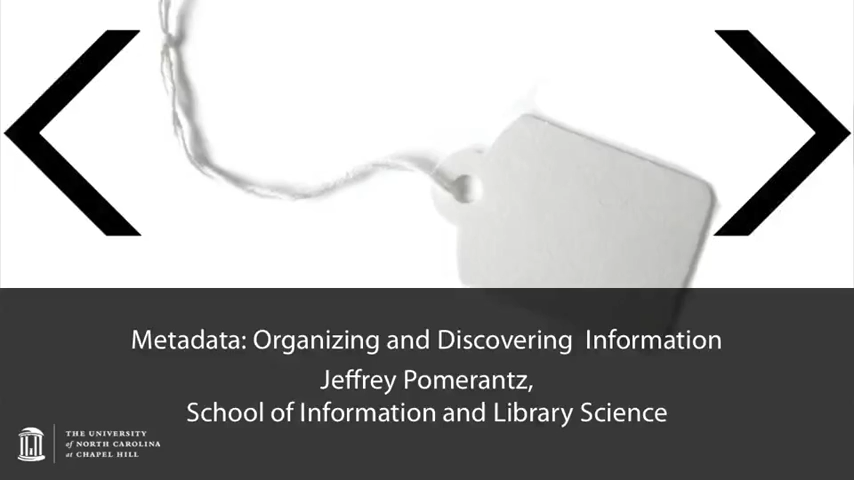 Metadata: Organizing and Discovering  Information
Jeffrey Pomerantz,
School of Information and Library Science
THE UNIVERSITY
of NORTH CAROLINA
at CHAPEL HILL